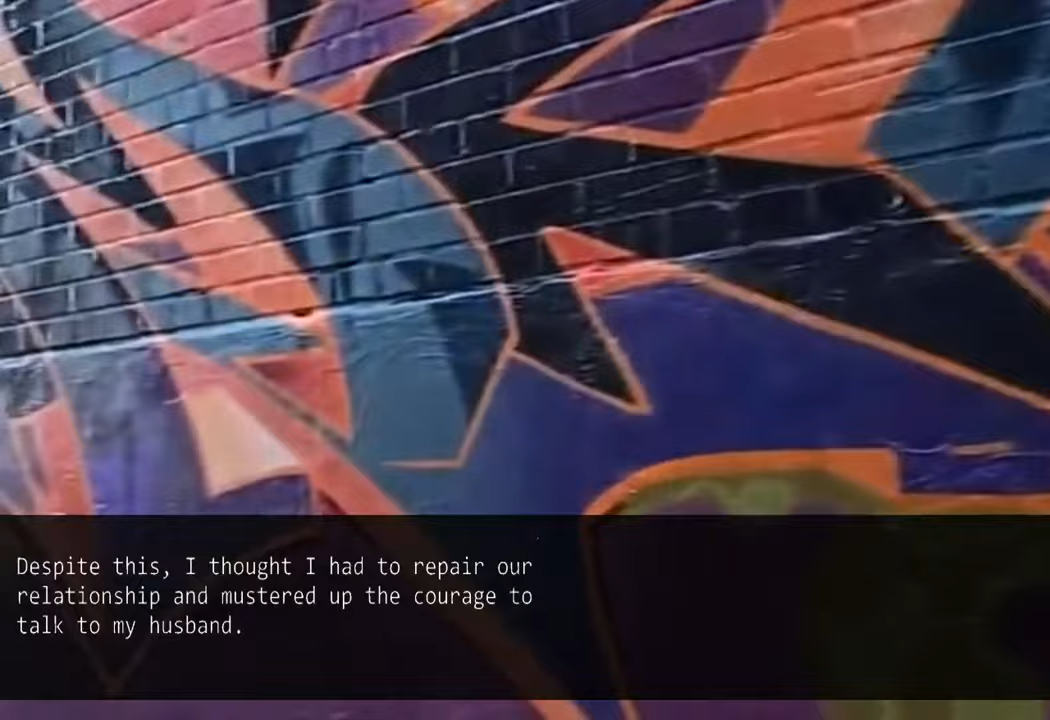 Despite this, I thought I had to repair our
relationship and mustered up the courage to
talk to my husband.